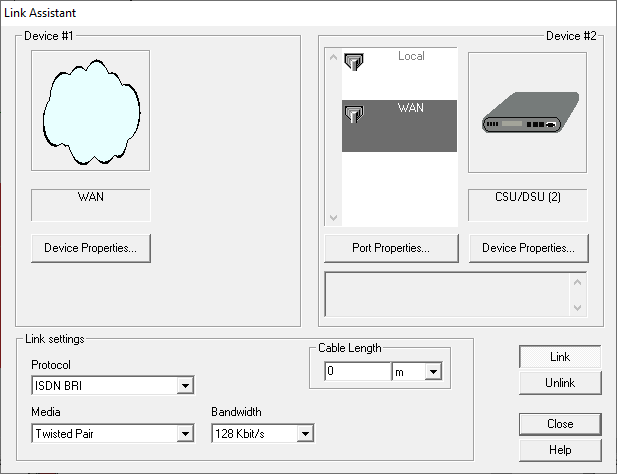 Link Assistant
Device #1
Device #2
Local
WAN
WAN
CSU/DSU (2)
Device Properties...
Port Properties...
Device Properties...
Link settings
Cable Length
Protocol
0
m
ISDN BRI
Media
Bandwidth
Twisted Pair
128 Kbit/s
Link
Unlink
Close
Help